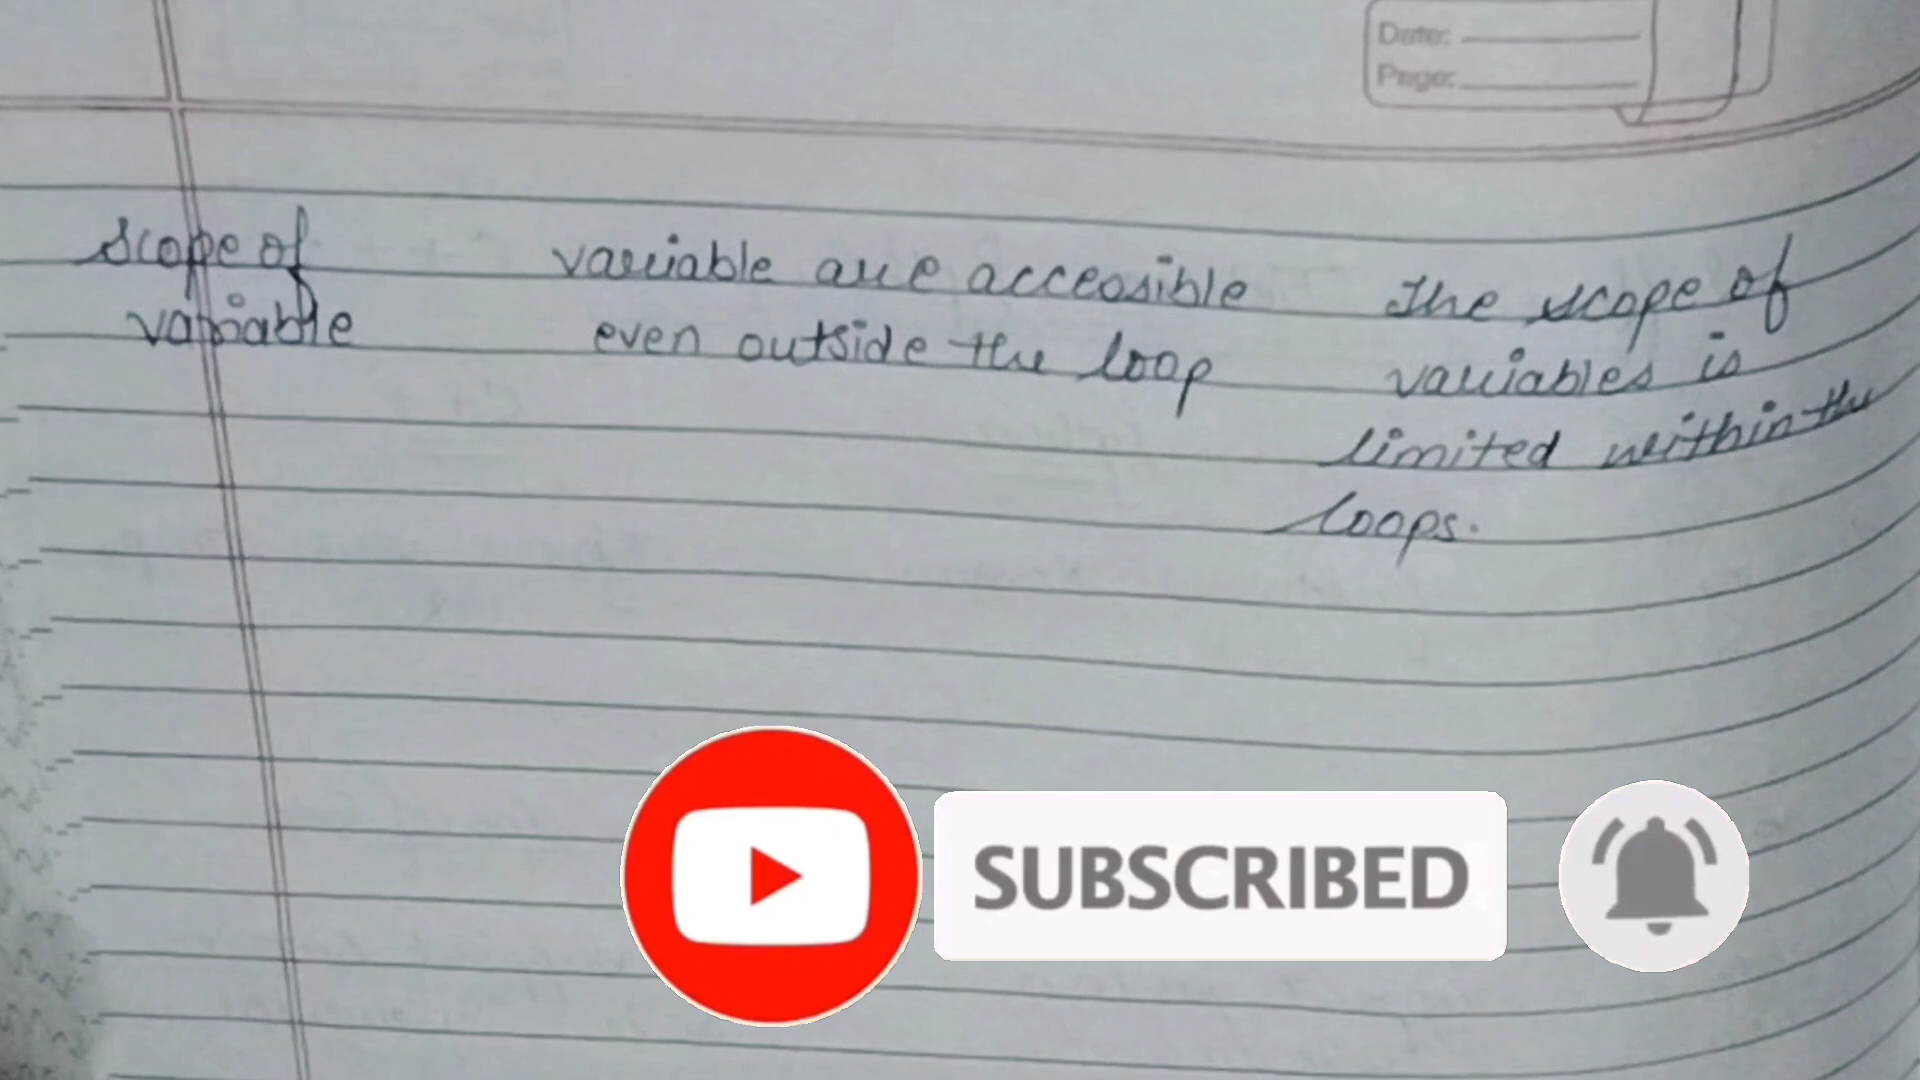 Date:
Page:
scope of
variable
variable are accessible
even outside the loop
The scope of
variables is
limited within the
loops.
SUBSCRIBED